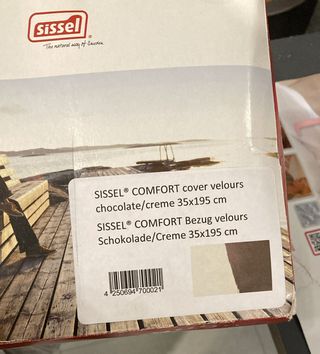 SISSEL®
The natural way of Sweden
SISSEL® COMFORT cover velours
chocolate/creme 35x195 cm
SISSEL® COMFORT Bezug velours
Schokolade/Creme 35x195 cm
4 250694 700021